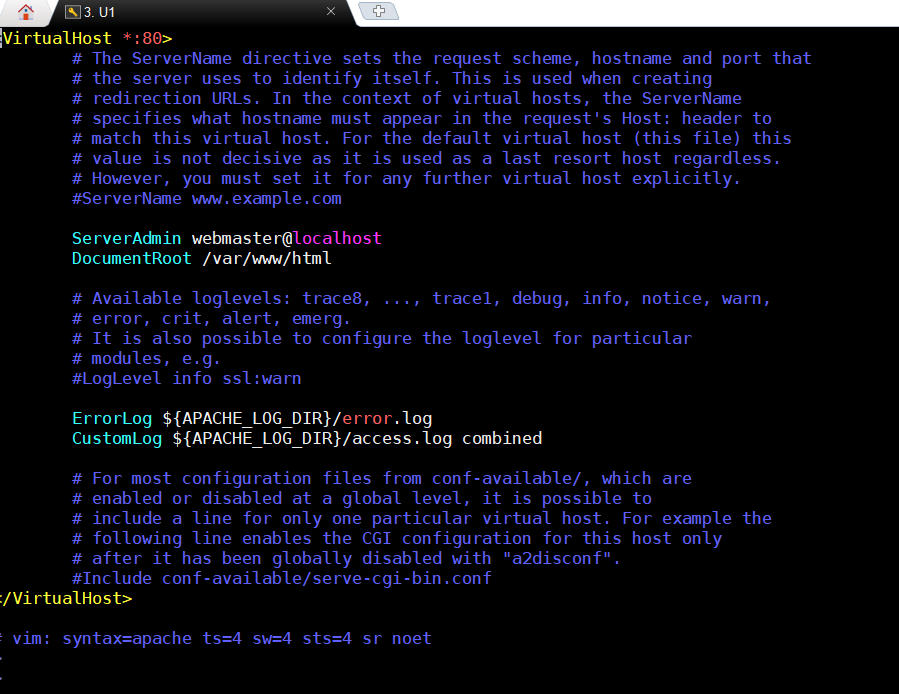 3. U1
<VirtualHost *:80>
# The ServerName directive sets the request scheme, hostname and port that
# the server uses to identify itself. This is used when creating
# redirection URLs. In the context of virtual hosts, the ServerName
# specifies what hostname must appear in the request's Host: header to
# match this virtual host. For the default virtual host (this file) this
# value is not decisive as it is used as a last resort host regardless.
# However, you must set it for any further virtual host explicitly.
#ServerName www.example.com
ServerAdmin webmaster@localhost
DocumentRoot /var/www/html
# Available loglevels: trace8, ..., trace1, debug, info, notice, warn,
# error, crit, alert, emerg.
# It is also possible to configure the loglevel for particular
# modules, e.g.
#LogLevel info ssl:warn
ErrorLog ${APACHE_LOG_DIR}/error.log
CustomLog ${APACHE_LOG_DIR}/access.log combined
# For most configuration files from conf-available/, which are
# enabled or disabled at a global level, it is possible to
# include a line for only one particular virtual host. For example the
# following line enables the CGI configuration for this host only
# after it has been globally disabled with "a2disconf".
#Include conf-available/serve-cgi-bin.conf
</VirtualHost>
# vim: syntax=apache ts=4 sw=4 sts=4 sr noet
~
~